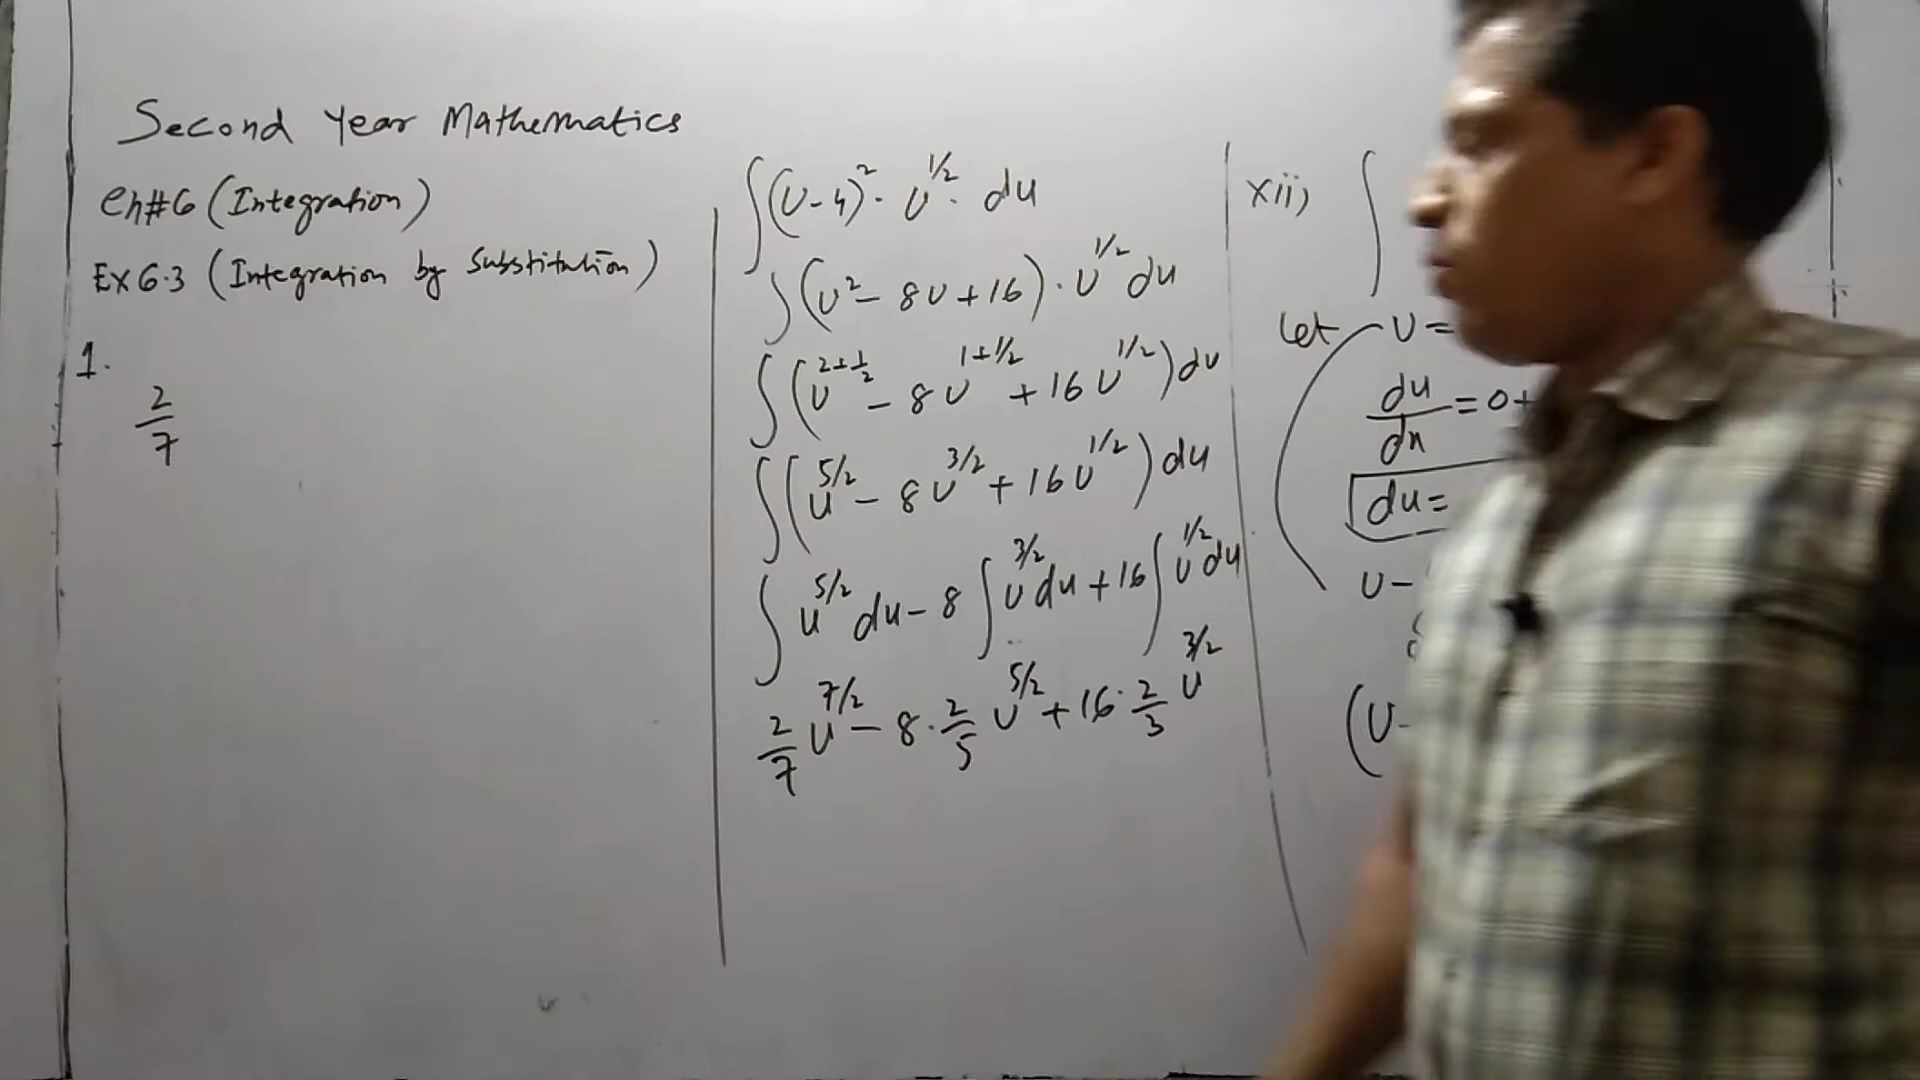 Second Year Mathematics
Ch#6 (Integration)
Ex 6.3 (Integration by Substitution)
1.
2/7
∫(U-4)² · U^1/2 · du
∫(U² - 8U + 16) · U^1/2 du
∫(U^2+1/2 - 8U^1+1/2 + 16U^1/2) du
∫(U^5/2 - 8U^3/2 + 16U^1/2) du
∫U^5/2 du - 8∫U^3/2 du + 16∫U^1/2 du
2/7 U^7/2 - 8 · 2/5 U^5/2 + 16 · 2/3 U^3/2
xii) ∫
Let U =
du/dx = 0+
du =
U -
(U-